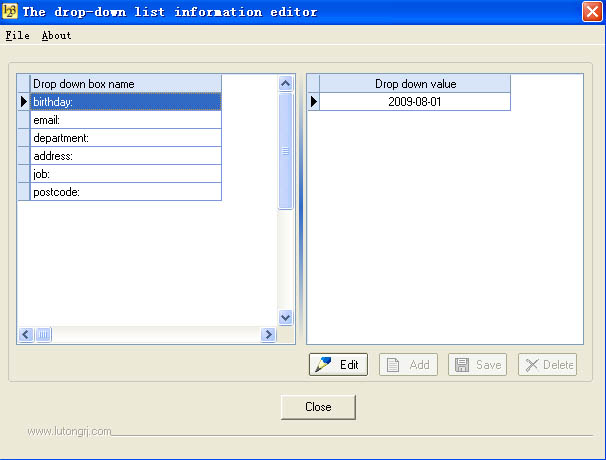 The drop-down list information editor
File About
Drop down box name
birthday:
email:
department:
address:
job:
postcode:
Drop down value
2009-08-01
Edit Add Save Delete
Close
www.lutongrj.com